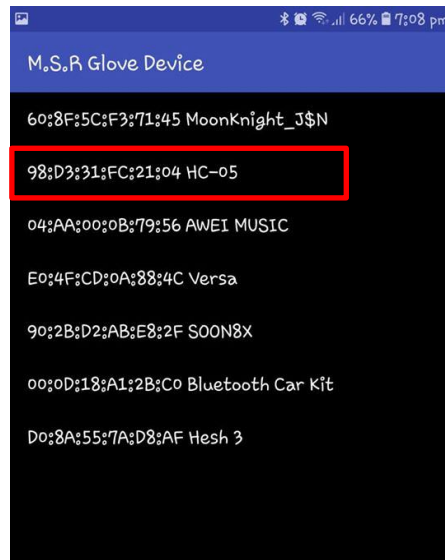 66% 7:08 pm
M.S.R Glove Device
60:8F:5C:F3:71:45 MoonKnight_J$N
98:D3:31:FC:21:04 HC-05
04:AA:00:0B:79:56 AWEI MUSIC
E0:4F:CD:0A:88:4C Versa
90:2B:D2:AB:E8:2F SOON8X
00:0D:18:A1:2B:C0 Bluetooth Car Kit
D0:8A:55:7A:D8:AF Hesh 3